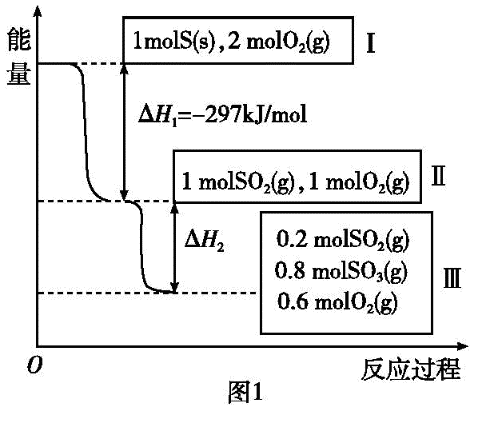 能量
1molS(s),2 molO₂(g) Ⅰ
ΔH₁=−297kJ/mol
1 molSO₂(g),1 molO₂(g) Ⅱ
ΔH₂
0.2 molSO₂(g)
0.8 molSO₃(g) Ⅲ
0.6 molO₂(g)
O
反应过程
图1